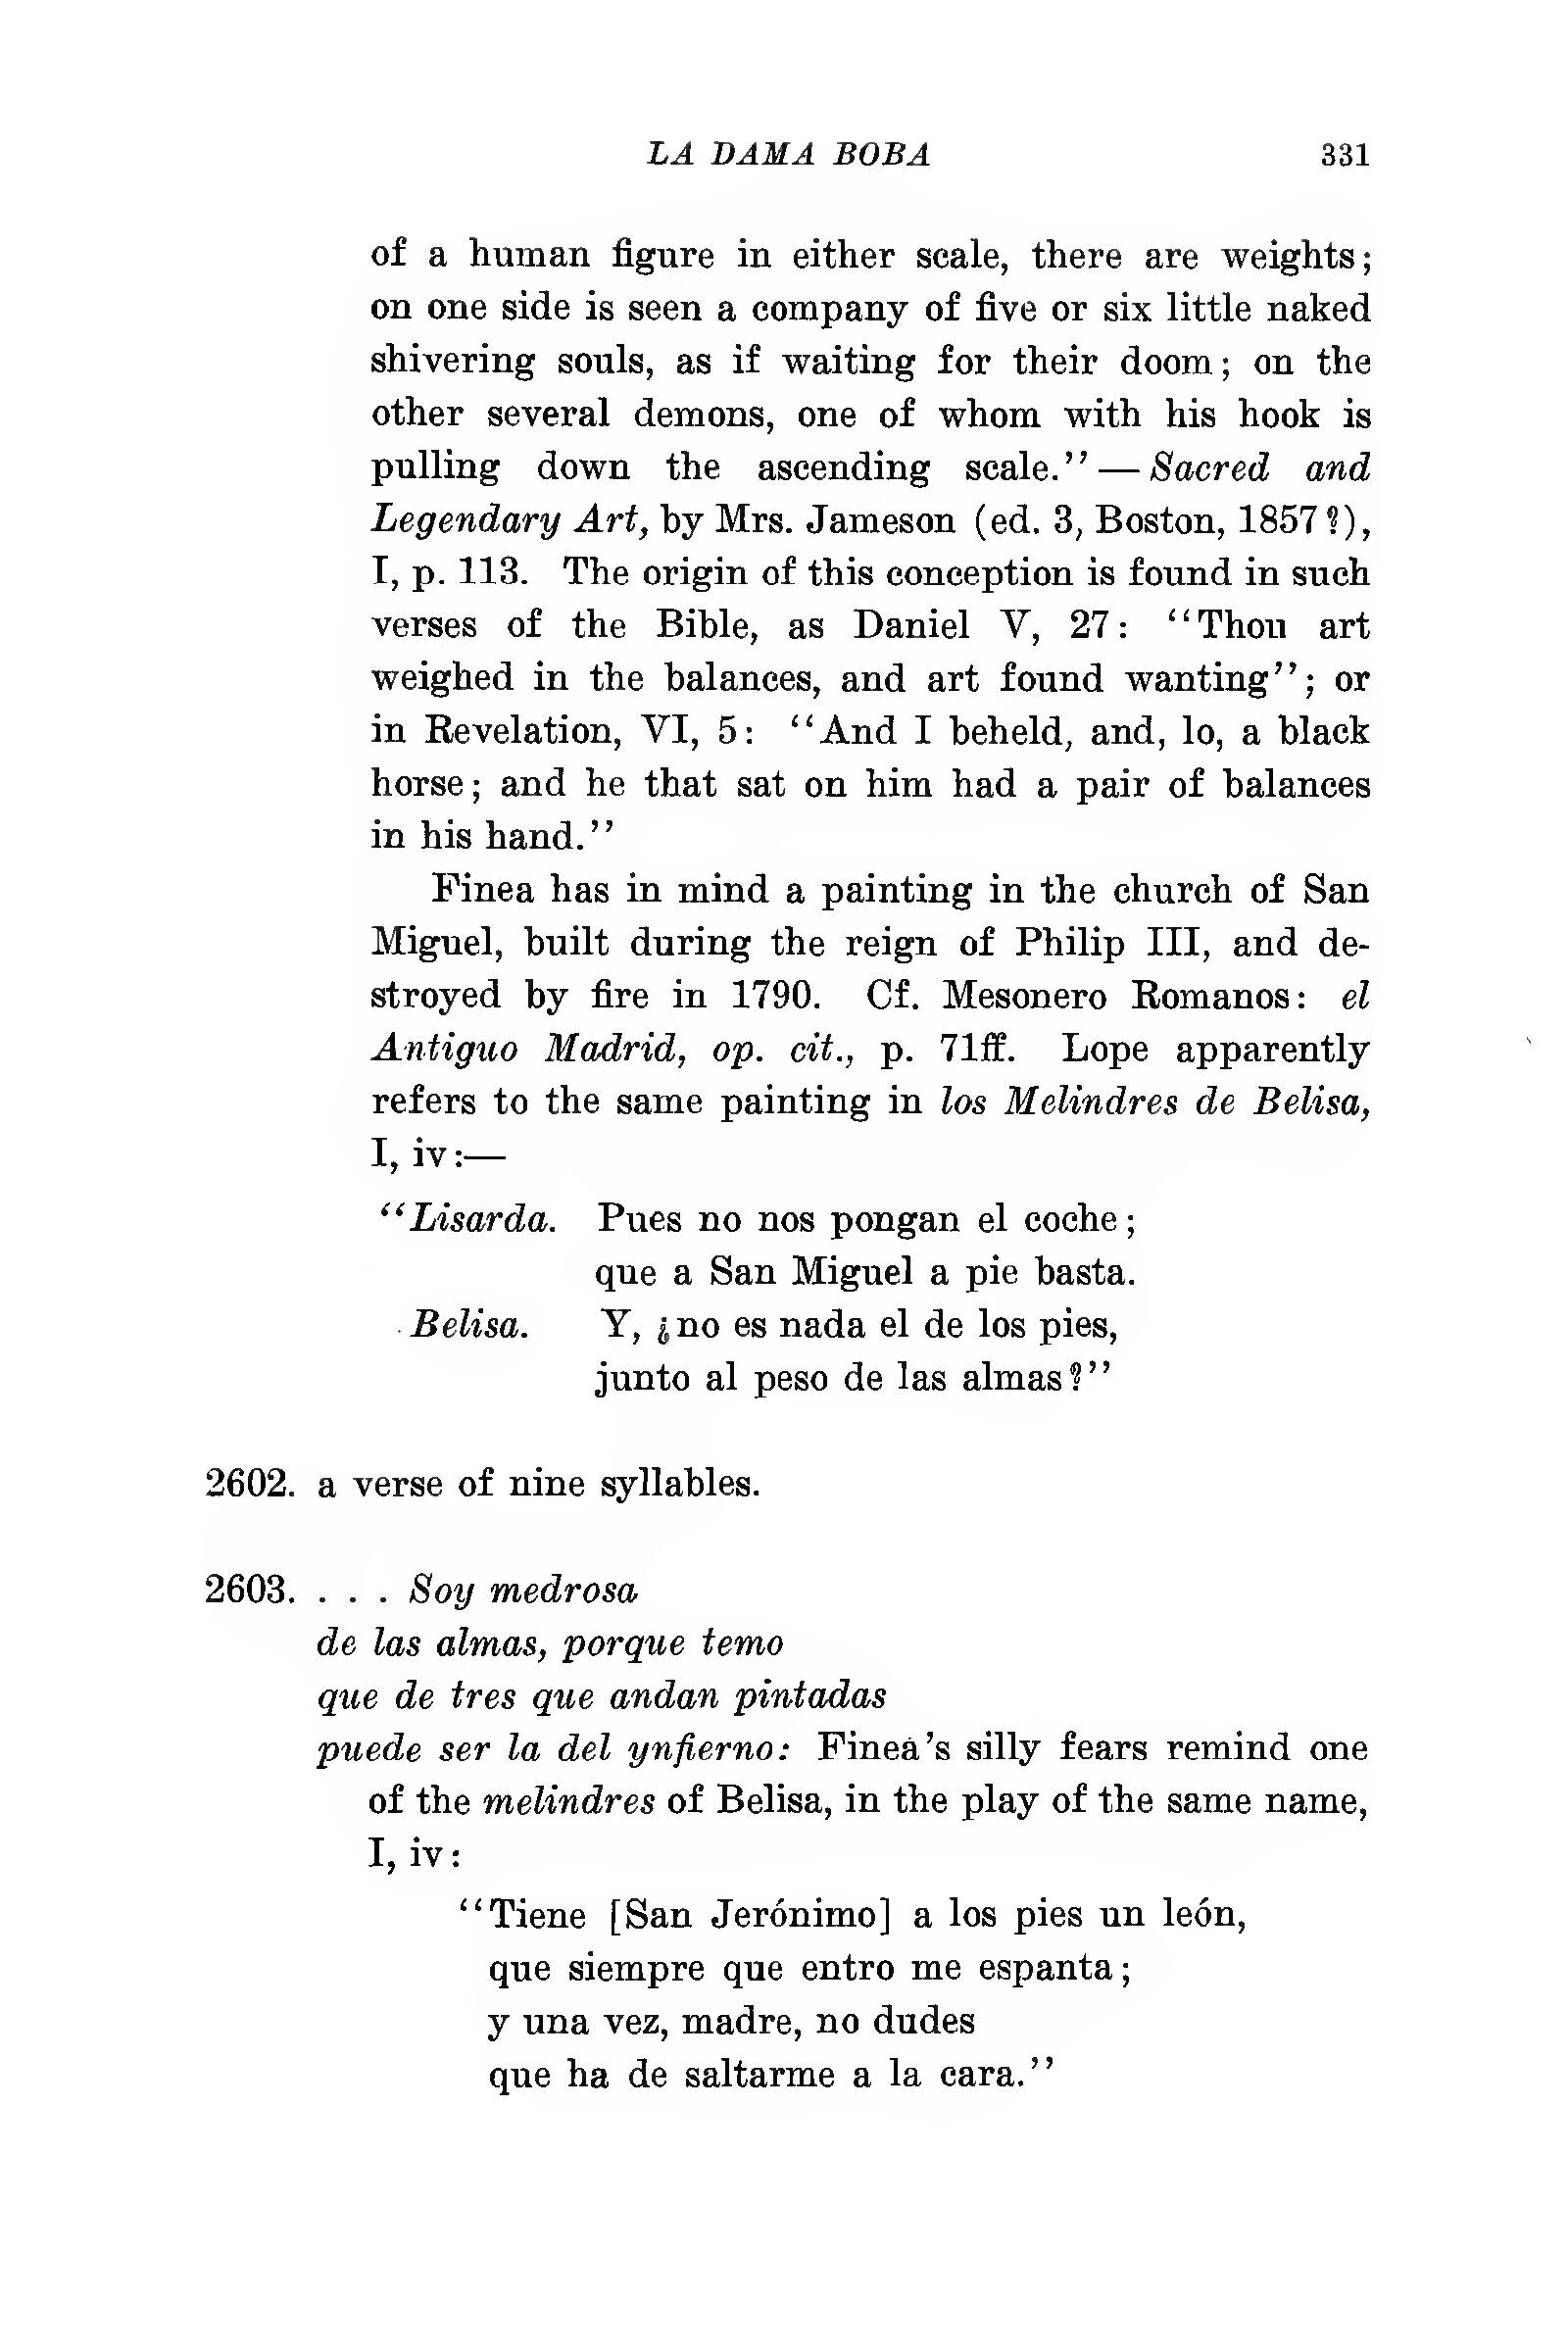 LA DAMA BOBA 331
of a human figure in either scale, there are weights;
on one side is seen a company of five or six little naked
shivering souls, as if waiting for their doom; on the
other several demons, one of whom with his hook is
pulling down the ascending scale.''—Sacred and
Legendary Art, by Mrs. Jameson (ed. 3, Boston, 1857?),
I, p. 113. The origin of this conception is found in such
verses of the Bible, as Daniel V, 27: ''Thou art
weighed in the balances, and art found wanting''; or
in Revelation, VI, 5: ''And I beheld, and, lo, a black
horse; and he that sat on him had a pair of balances
in his hand.''
Finea has in mind a painting in the church of San
Miguel, built during the reign of Philip III, and de-
stroyed by fire in 1790. Cf. Mesonero Romanos: el
Antiguo Madrid, op. cit., p. 71ff. Lope apparently
refers to the same painting in los Melindres de Belisa,
I, iv:—
''Lisarda. Pues no nos pongan el coche;
que a San Miguel a pie basta.
Belisa. Y, ¿no es nada el de los pies,
junto al peso de las almas?''
2602. a verse of nine syllables.
2603. . . . Soy medrosa
de las almas, porque temo
que de tres que andan pintadas
puede ser la del ynfierno: Finea's silly fears remind one
of the melindres of Belisa, in the play of the same name,
I, iv:
''Tiene [San Jerónimo] a los pies un león,
que siempre que entro me espanta;
y una vez, madre, no dudes
que ha de saltarme a la cara.''